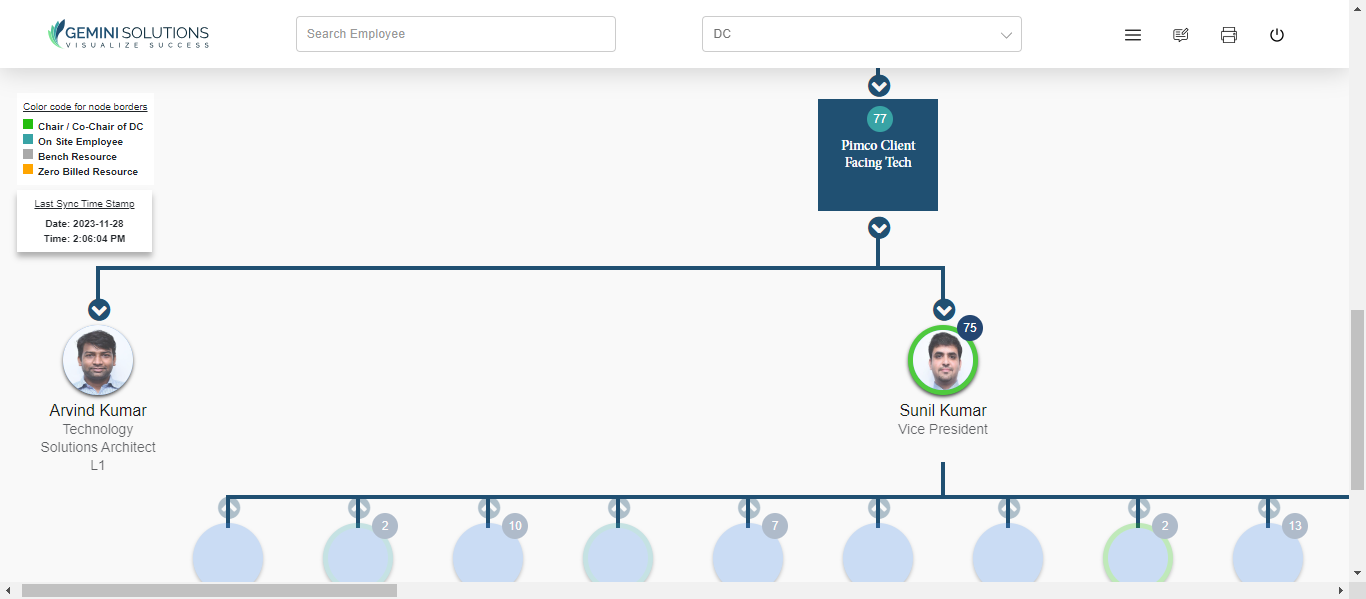 GEMINI SOLUTIONS
VISUALIZE SUCCESS
Search Employee
DC
Color code for node borders
Chair / Co-Chair of DC
On Site Employee
Bench Resource
Zero Billed Resource
Last Sync Time Stamp
Date: 2023-11-28
Time: 2:06:04 PM
77
Pimco Client
Facing Tech
Arvind Kumar
Technology
Solutions Architect
L1
75
Sunil Kumar
Vice President
2
10
7
2
13